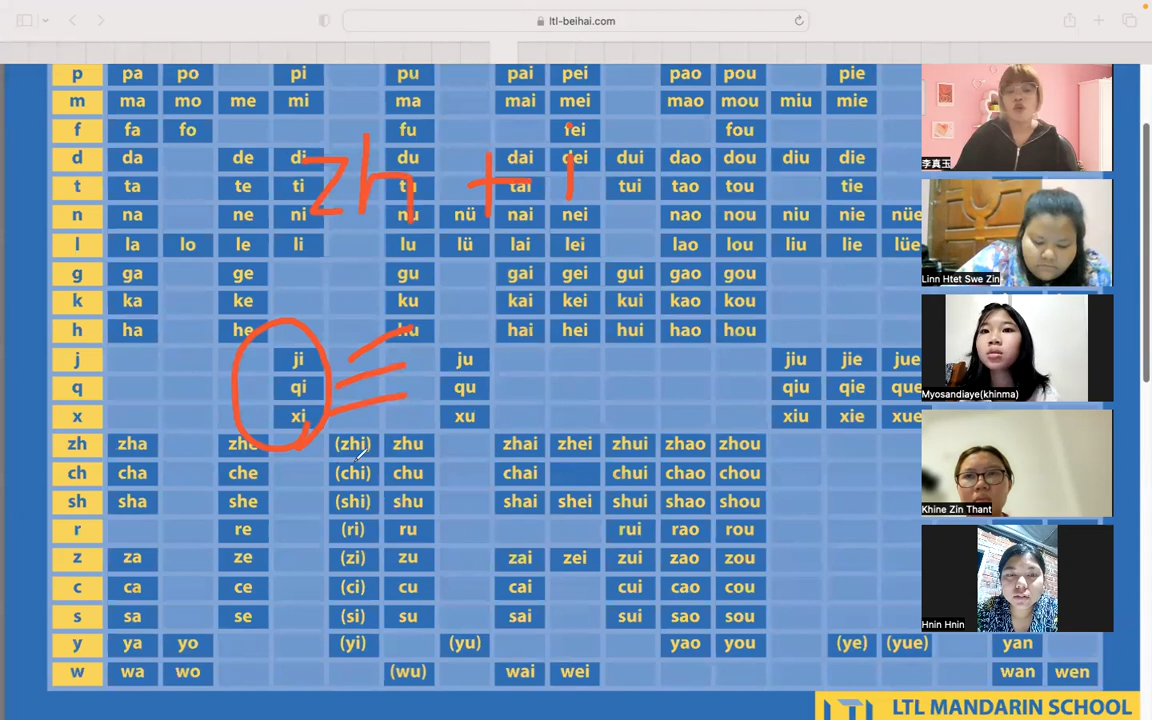 ltl-beihai.com
p pa po pi pu pai pei pao pou pie
m ma mo me mi ma mai mei mao mou miu mie
f fa fo fu fei fou
d da de di du dai dei dui dao dou diu die
t ta te ti tu tai tui tao tou tie
n na ne ni nu nü nai nei nao nou niu nie nüe
l la lo le li lu lü lai lei lao lou liu lie lüe
g ga ge gu gai gei gui gao gou
k ka ke ku kai kei kui kao kou
h ha he hu hai hei hui hao hou
j ji ju jiu jie jue
q qi qu qiu qie que
x xi xu xiu xie xue
zh zha zhe (zhi) zhu zhai zhei zhui zhao zhou
ch cha che (chi) chu chai chui chao chou
sh sha she (shi) shu shai shei shui shao shou
r re (ri) ru rui rao rou
z za ze (zi) zu zai zei zui zao zou
c ca ce (ci) cu cai cui cao cou
s sa se (si) su sai sui sao sou
y ya yo (yi) (yu) yao you (ye) (yue) yan
w wa wo (wu) wai wei wan wen
zh + i
李真玉
Linn Htet Swe Zin
Myosandiaye(khinma)
Khine Zin Thant
Hnin Hnin
LTL MANDARIN SCHOOL